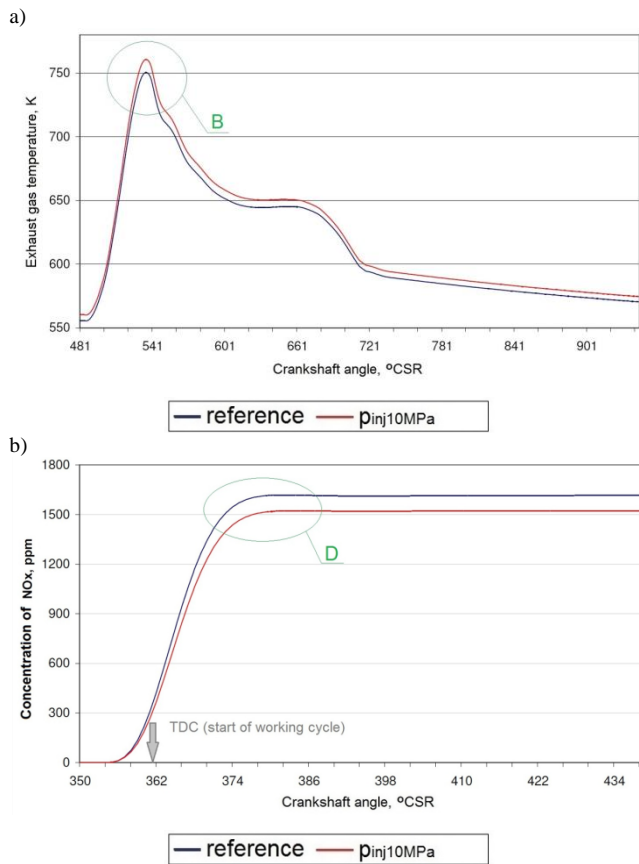 a)
Exhaust gas temperature, K
750
700
650
600
550
B
481 541 601 661 721 781 841 901
Crankshaft angle, ºCSR
reference pinj10MPa
b)
Concentration of NOx, ppm
1800
1500
1200
900
600
300
0
D
TDC (start of working cycle)
350 362 374 386 398 410 422 434
Crankshaft angle, ºCSR
reference pinj10MPa